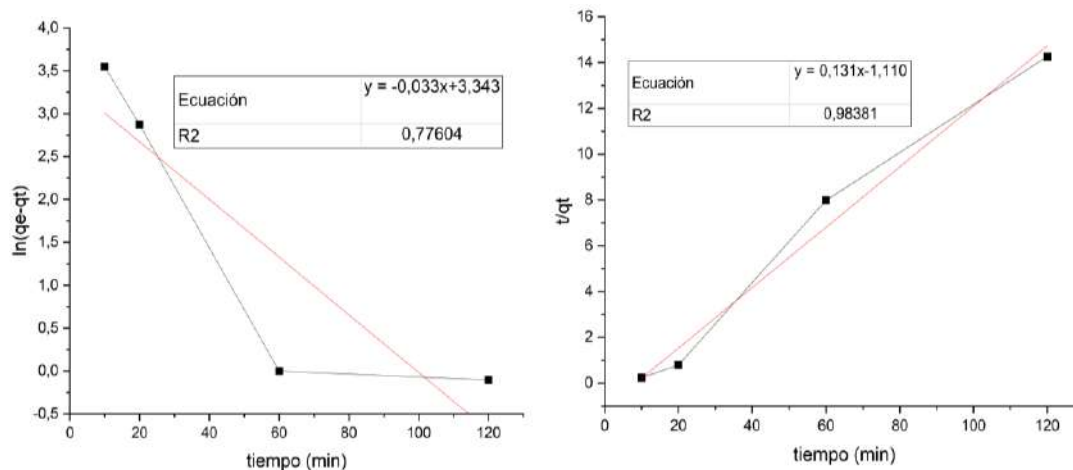 4,0
3,5
3,0
2,5
2,0
1,5
1,0
0,5
0,0
-0,5
ln(qe-qt)
Ecuación y = -0,033x+3,343
R2 0,77604
0 20 40 60 80 100 120
tiempo (min)
16
14
12
10
8
6
4
2
0
t/qt
Ecuación y = 0,131x-1,110
R2 0,98381
0 20 40 60 80 100 120
tiempo (min)